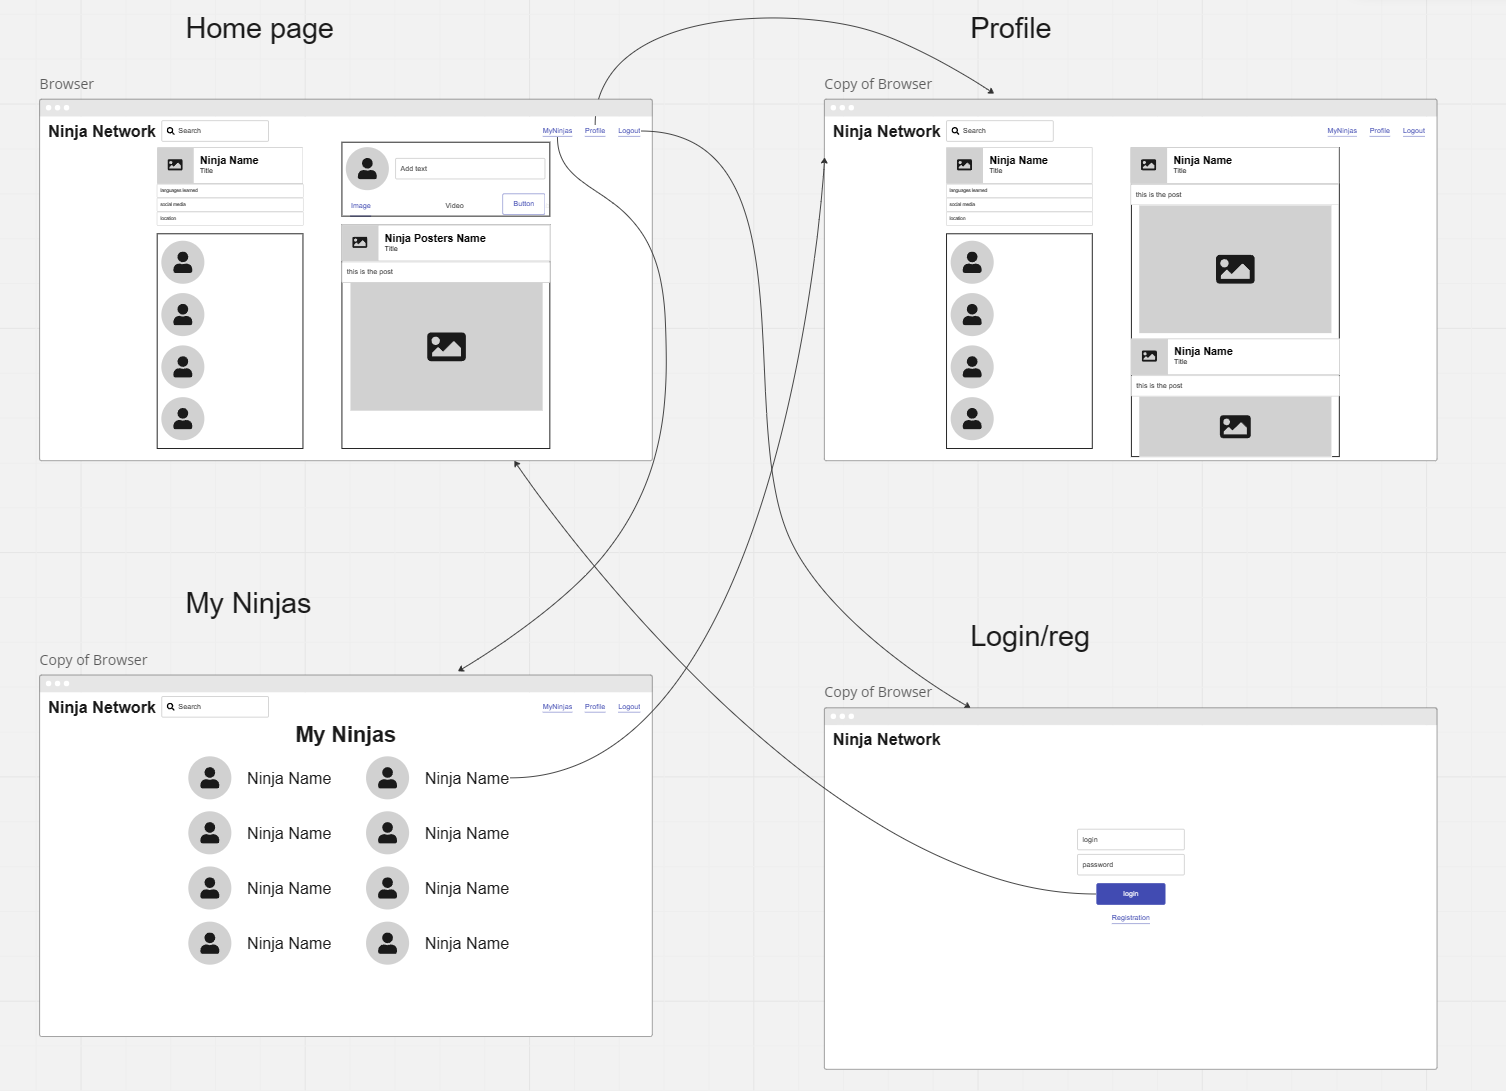 Home page
Profile
Browser
Copy of Browser
Ninja Network
Search
MyNinjas
Profile
Logout
Ninja Name
Title
languages learned
social media
location
Add text
Image
Video
Button
Ninja Posters Name
Title
this is the post
Ninja Network
Search
MyNinjas
Profile
Logout
Ninja Name
Title
languages learned
social media
location
Ninja Name
Title
this is the post
Ninja Name
Title
this is the post
My Ninjas
Login/reg
Copy of Browser
Ninja Network
Search
MyNinjas
Profile
Logout
My Ninjas
Ninja Name
Ninja Name
Ninja Name
Ninja Name
Ninja Name
Ninja Name
Ninja Name
Ninja Name
Copy of Browser
Ninja Network
login
password
login
Registration